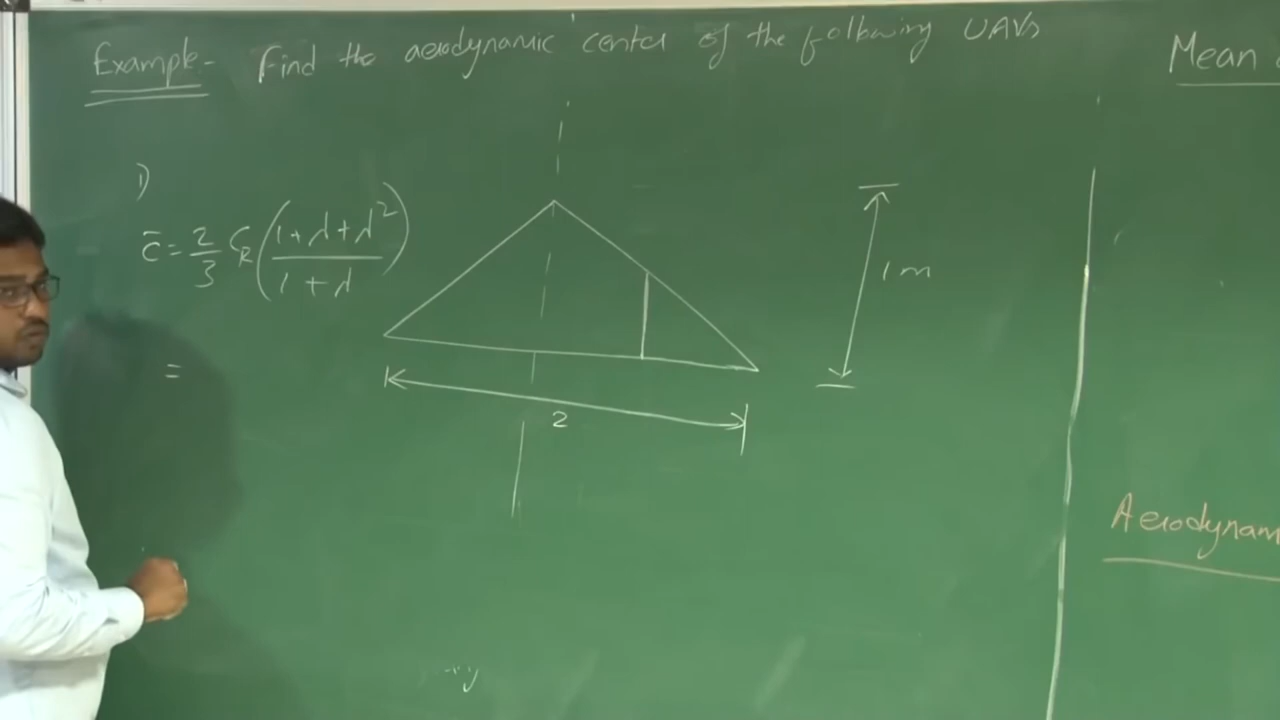 Example - Find the aerodynamic center of the following UAVs
Mean
1)
c̄ = 2/3 C_R ((1+λ+λ²)/(1+λ))
=
1 m
2
Aerodynam